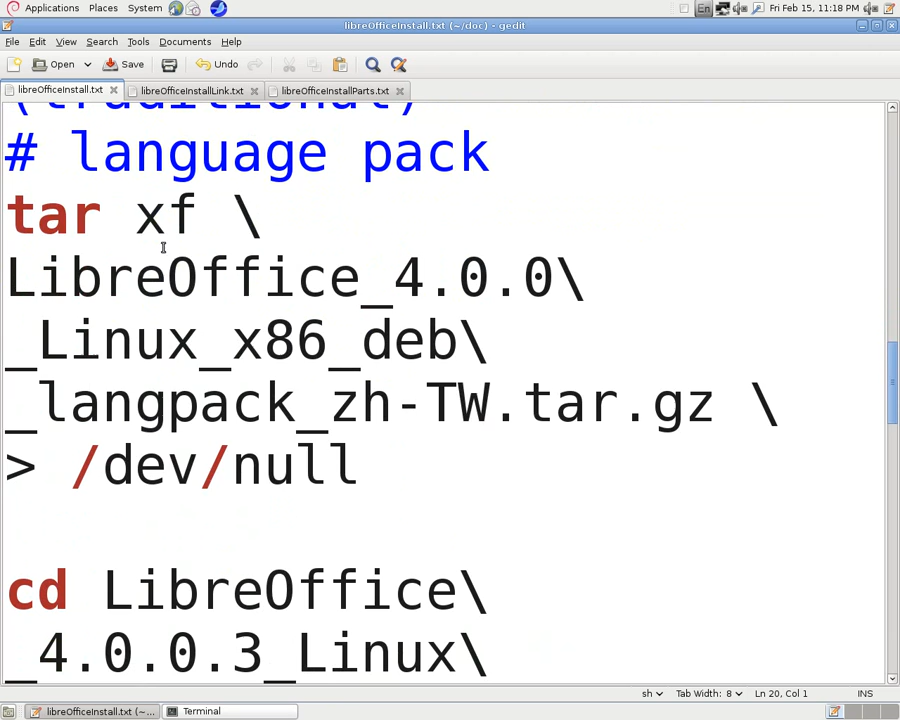 Applications Places System En Fri Feb 15, 11:18 PM
libreOfficeInstall.txt (~/doc) - gedit
File Edit View Search Tools Documents Help
Open Save Undo
libreOfficeInstall.txt libreOfficeInstallLink.txt libreOfficeInstallParts.txt
(traditional)
# language pack
tar xf \
LibreOffice_4.0.0\
_Linux_x86_deb\
_langpack_zh-TW.tar.gz \
> /dev/null
cd LibreOffice\
_4.0.0.3_Linux\
sh Tab Width: 8 Ln 20, Col 1 INS
libreOfficeInstall.txt (~... Terminal